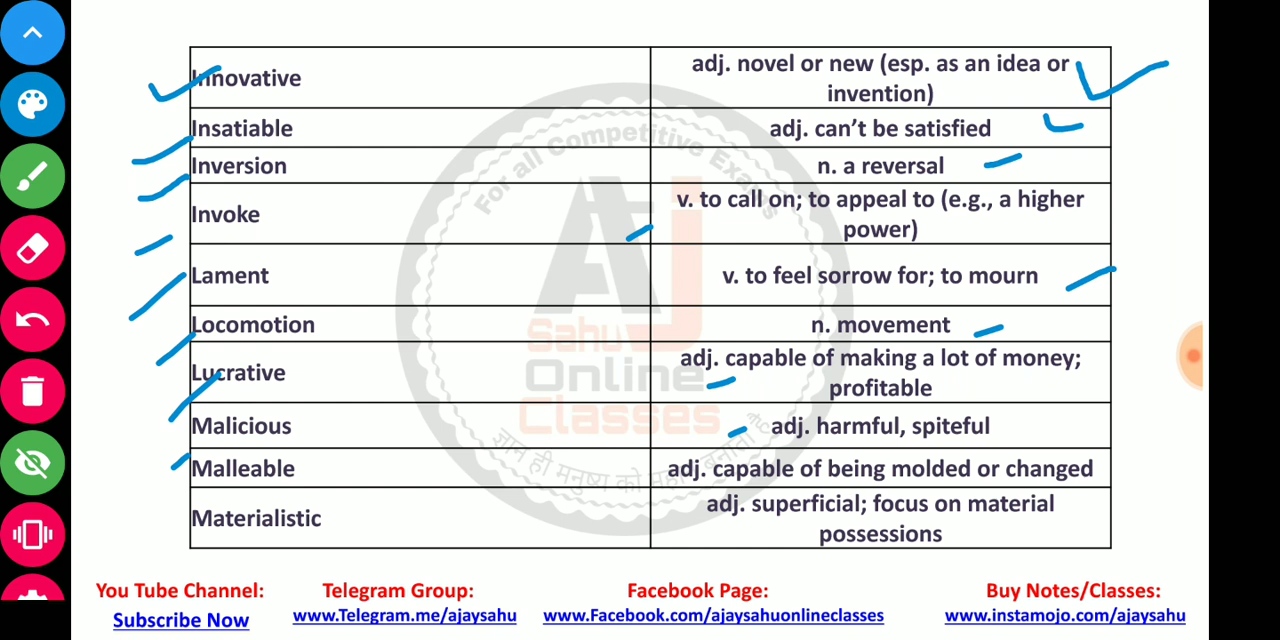 Innovative
adj. novel or new (esp. as an idea or
invention)
Insatiable
adj. can’t be satisfied
Inversion
n. a reversal
Invoke
v. to call on; to appeal to (e.g., a higher
power)
Lament
v. to feel sorrow for; to mourn
Locomotion
n. movement
Lucrative
adj. capable of making a lot of money;
profitable
Malicious
adj. harmful, spiteful
Malleable
adj. capable of being molded or changed
Materialistic
adj. superficial; focus on material
possessions
For all Competitive Exams
AJ
Sahu
Online
Classes
ज्ञान ही मनुष्य को महान बनाता है
You Tube Channel:
Telegram Group:
Facebook Page:
Buy Notes/Classes:
Subscribe Now
www.Telegram.me/ajaysahu
www.Facebook.com/ajaysahuonlineclasses
www.instamojo.com/ajaysahu